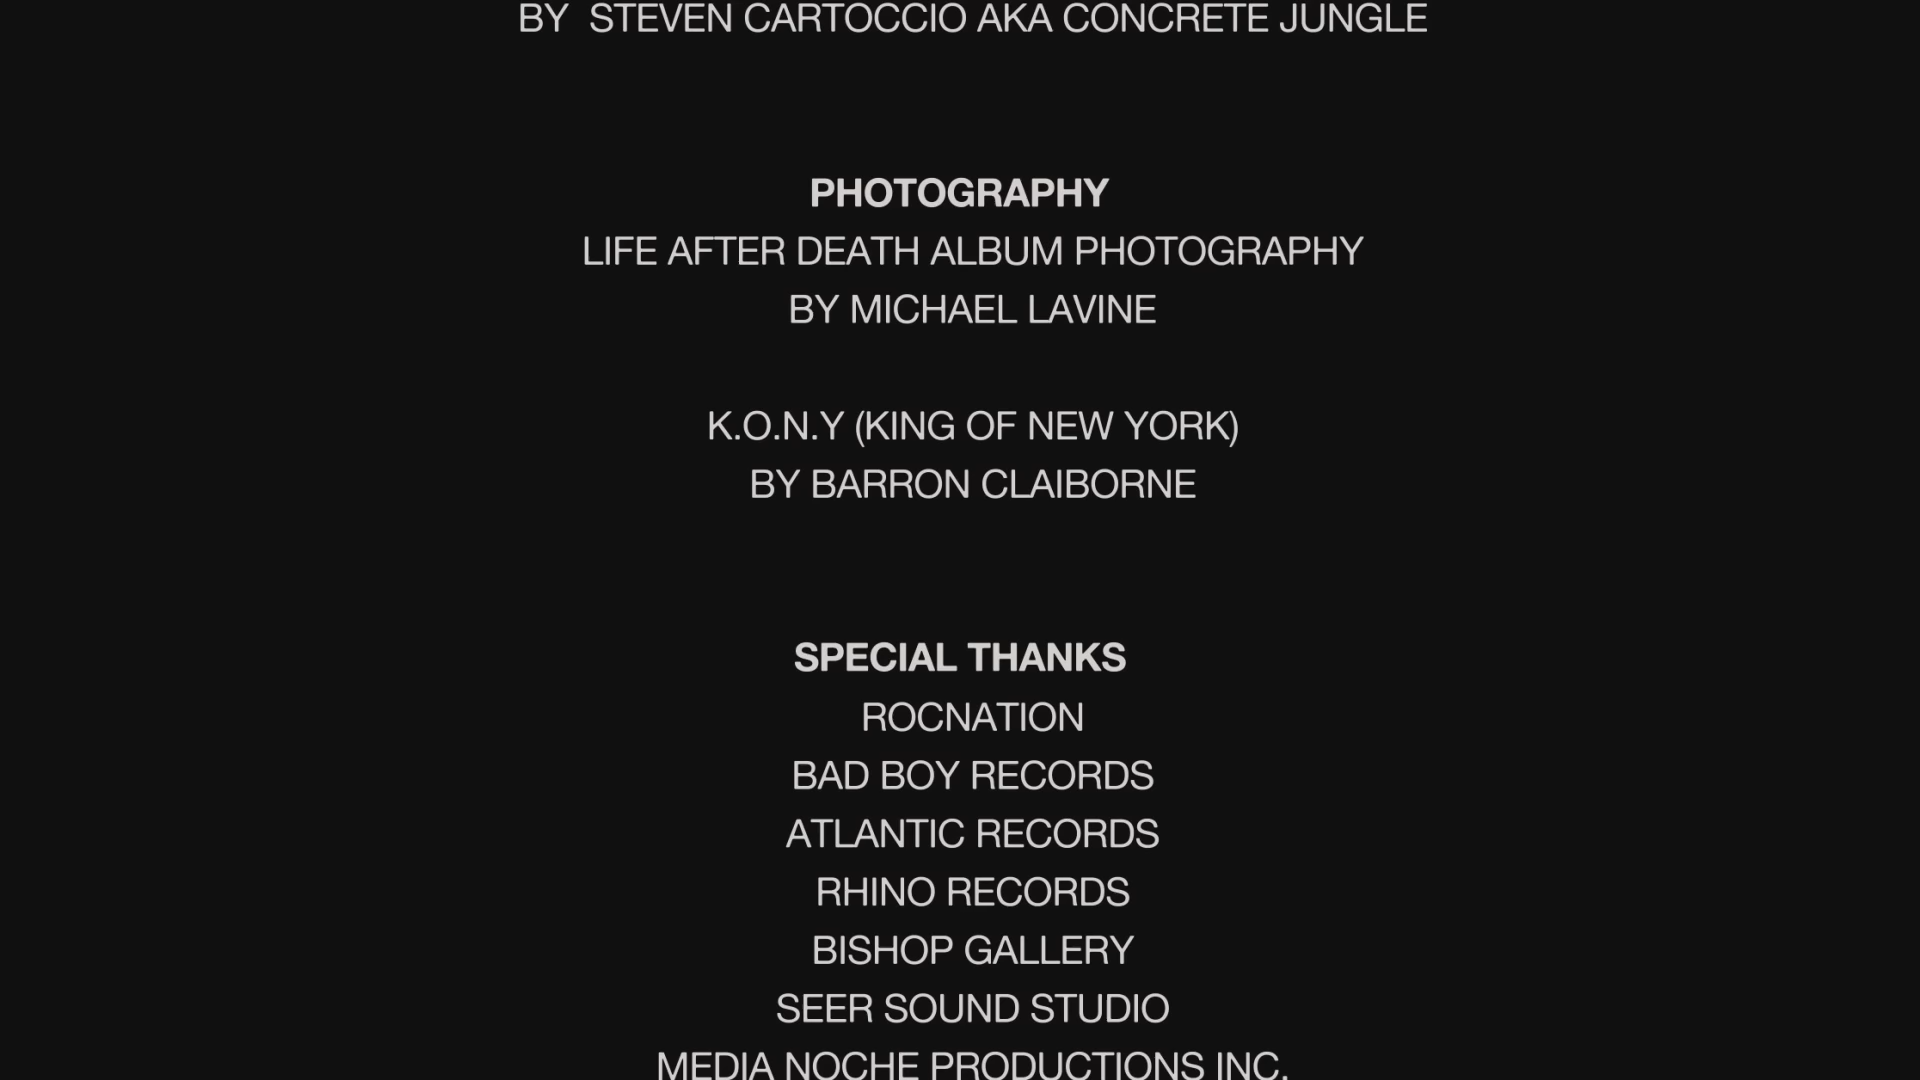 BY  STEVEN CARTOCCIO AKA CONCRETE JUNGLE
PHOTOGRAPHY
LIFE AFTER DEATH ALBUM PHOTOGRAPHY
BY MICHAEL LAVINE
K.O.N.Y (KING OF NEW YORK)
BY BARRON CLAIBORNE
SPECIAL THANKS
ROCNATION
BAD BOY RECORDS
ATLANTIC RECORDS
RHINO RECORDS
BISHOP GALLERY
SEER SOUND STUDIO
MEDIA NOCHE PRODUCTIONS INC.